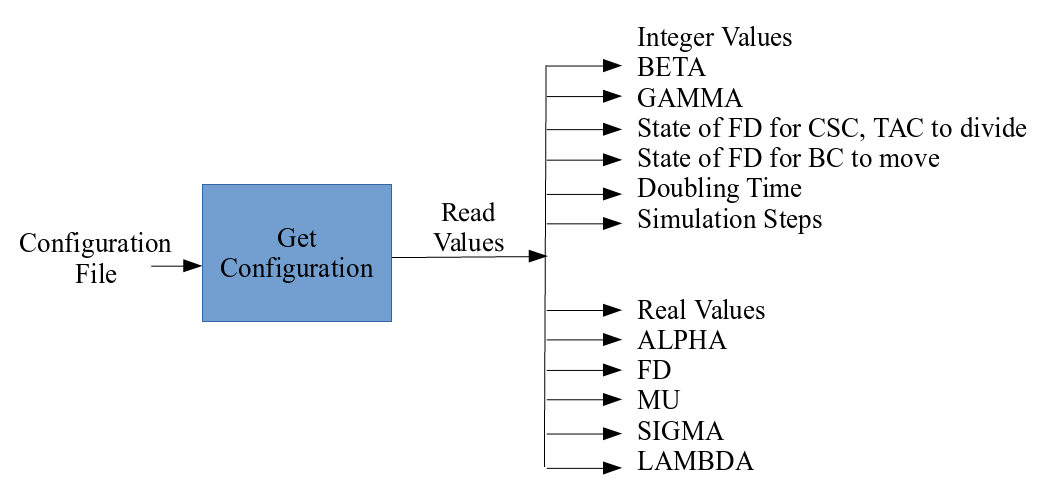 Configuration
File
Get
Configuration
Read
Values
Integer Values
BETA
GAMMA
State of FD for CSC, TAC to divide
State of FD for BC to move
Doubling Time
Simulation Steps
Real Values
ALPHA
FD
MU
SIGMA
LAMBDA